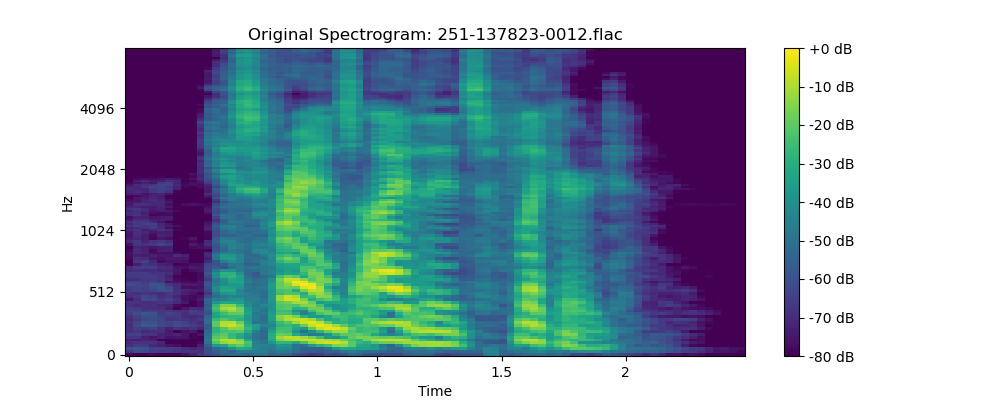 Original Spectrogram: 251-137823-0012.flac
Hz
4096
2048
1024
512
0
0
0.5
1
1.5
2
Time
+0 dB
-10 dB
-20 dB
-30 dB
-40 dB
-50 dB
-60 dB
-70 dB
-80 dB